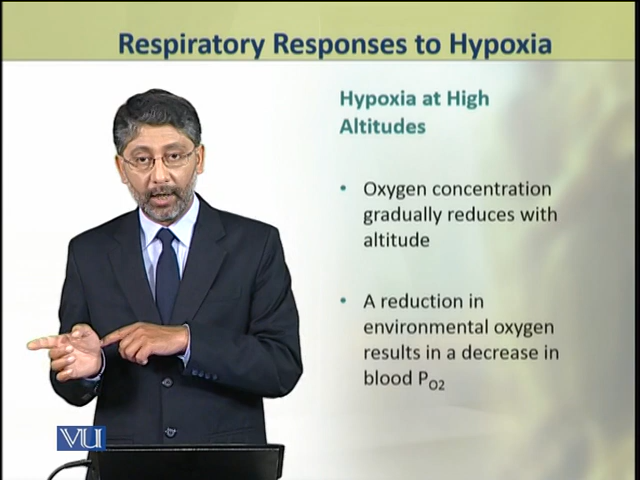 Respiratory Responses to Hypoxia
Hypoxia at High
Altitudes
• Oxygen concentration
gradually reduces with
altitude
• A reduction in
environmental oxygen
results in a decrease in
blood PO2
VU